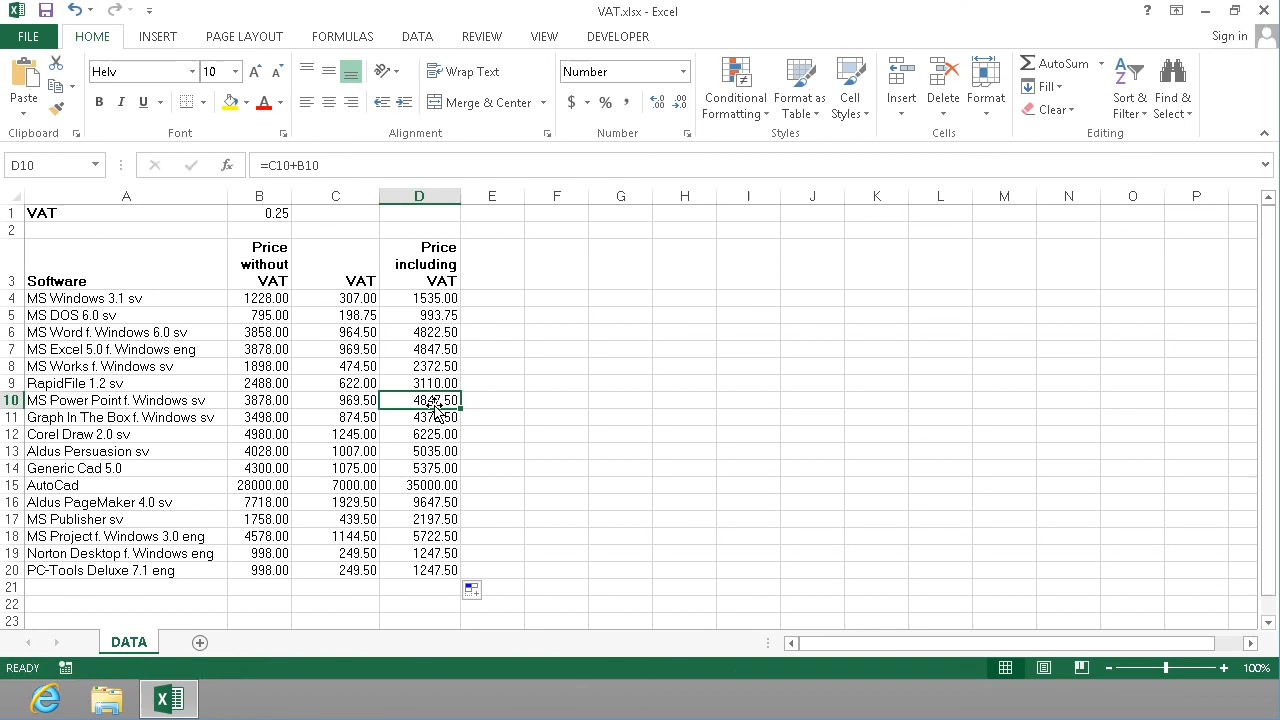 VAT.xlsx - Excel
FILE HOME INSERT PAGE LAYOUT FORMULAS DATA REVIEW VIEW DEVELOPER Sign in
Helv 10 Wrap Text Number AutoSum
Fill
B I U Merge & Center $ % , Clear
Paste Conditional Formatting Format as Table Cell Styles Insert Delete Format Sort & Filter Find & Select
Clipboard Font Alignment Number Styles Cells Editing
D10 fx =C10+B10
A B C D E F G H I J K L M N O P
1 VAT 0.25
2
Price Price
without including
3 Software VAT VAT VAT
4 MS Windows 3.1 sv 1228.00 307.00 1535.00
5 MS DOS 6.0 sv 795.00 198.75 993.75
6 MS Word f. Windows 6.0 sv 3858.00 964.50 4822.50
7 MS Excel 5.0 f. Windows eng 3878.00 969.50 4847.50
8 MS Works f. Windows sv 1898.00 474.50 2372.50
9 RapidFile 1.2 sv 2488.00 622.00 3110.00
10 MS Power Point f. Windows sv 3878.00 969.50 4847.50
11 Graph In The Box f. Windows sv 3498.00 874.50 4372.50
12 Corel Draw 2.0 sv 4980.00 1245.00 6225.00
13 Aldus Persuasion sv 4028.00 1007.00 5035.00
14 Generic Cad 5.0 4300.00 1075.00 5375.00
15 AutoCad 28000.00 7000.00 35000.00
16 Aldus PageMaker 4.0 sv 7718.00 1929.50 9647.50
17 MS Publisher sv 1758.00 439.50 2197.50
18 MS Project f. Windows 3.0 eng 4578.00 1144.50 5722.50
19 Norton Desktop f. Windows eng 998.00 249.50 1247.50
20 PC-Tools Deluxe 7.1 eng 998.00 249.50 1247.50
21
22
23
DATA
READY 100%